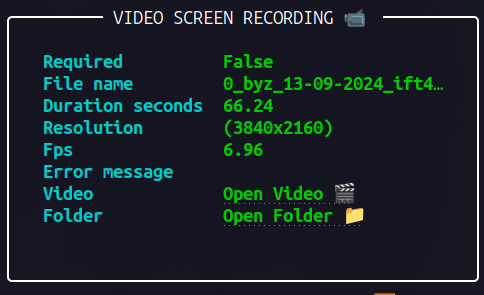 VIDEO SCREEN RECORDING 📹
Required False
File name 0_byz_13-09-2024_ift4…
Duration seconds 66.24
Resolution (3840x2160)
Fps 6.96
Error message
Video Open Video 🎬
Folder Open Folder 📁